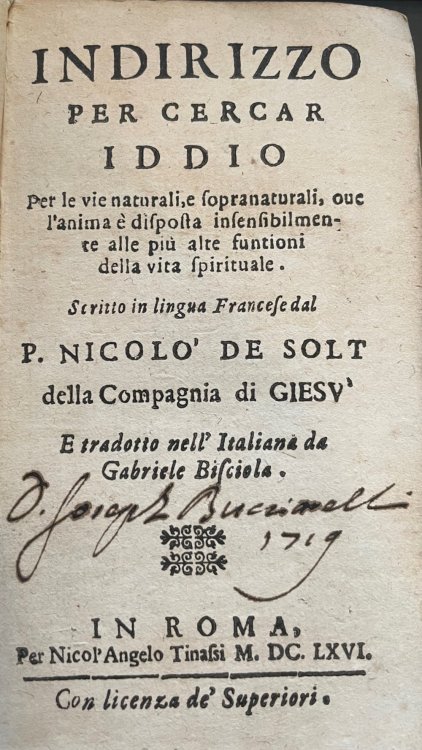 INDIRIZZO
PER CERCAR
IDDIO
Per le vie naturali, e sopranaturali, oue
l'anima è disposta insensibilmen-
te alle più alte funtioni
della vita spirituale.
Scritto in lingua Francese dal
P. NICOLO' DE SOLT
della Compagnia di GIESV'
E tradotto nell' Italiana da
Gabriele Bisciola.
D. Joseph
1719
IN ROMA,
Per Nicol' Angelo Tinassi M. DC. LXVI.
Con licenza de' Superiori.